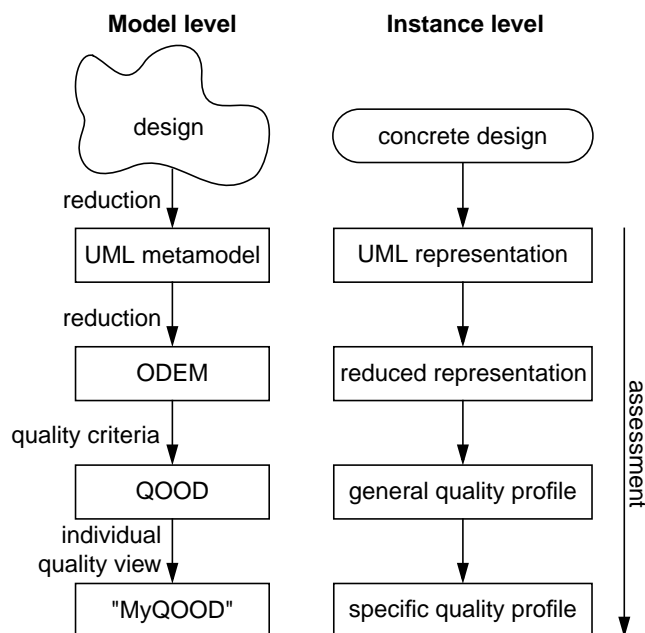 Model level
Instance level
design
concrete design
reduction
UML metamodel
UML representation
reduction
ODEM
reduced representation
assessment
quality criteria
QOOD
general quality profile
individual
quality view
"MyQOOD"
specific quality profile